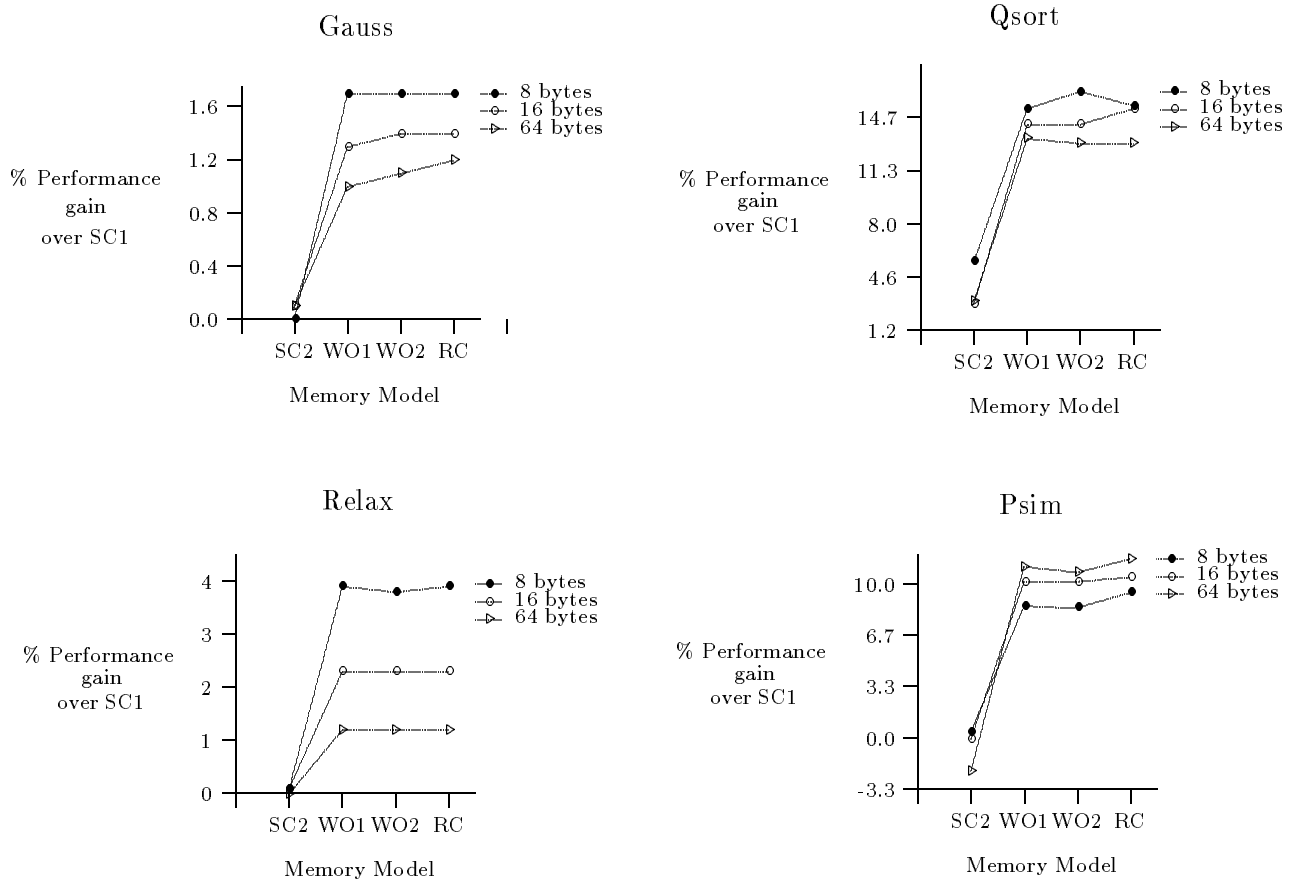 Gauss
1.6
1.2
0.8
0.4
0.0
% Performance
gain
over SC1
SC2 WO1 WO2 RC
Memory Model
8 bytes
16 bytes
64 bytes
Qsort
14.7
11.3
8.0
4.6
1.2
% Performance
gain
over SC1
SC2 WO1 WO2 RC
Memory Model
8 bytes
16 bytes
64 bytes
Relax
4
3
2
1
0
% Performance
gain
over SC1
SC2 WO1 WO2 RC
Memory Model
8 bytes
16 bytes
64 bytes
Psim
10.0
6.7
3.3
0.0
-3.3
% Performance
gain
over SC1
SC2 WO1 WO2 RC
Memory Model
8 bytes
16 bytes
64 bytes